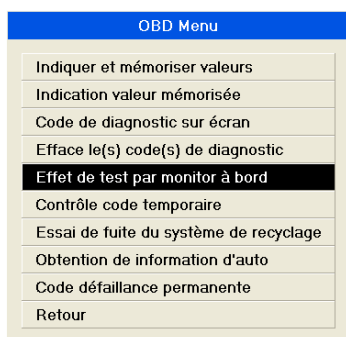 OBD Menu
Indiquer et mémoriser valeurs
Indication valeur mémorisée
Code de diagnostic sur écran
Efface le(s) code(s) de diagnostic
Effet de test par monitor à bord
Contrôle code temporaire
Essai de fuite du système de recyclage
Obtention de information d'auto
Code défaillance permanente
Retour